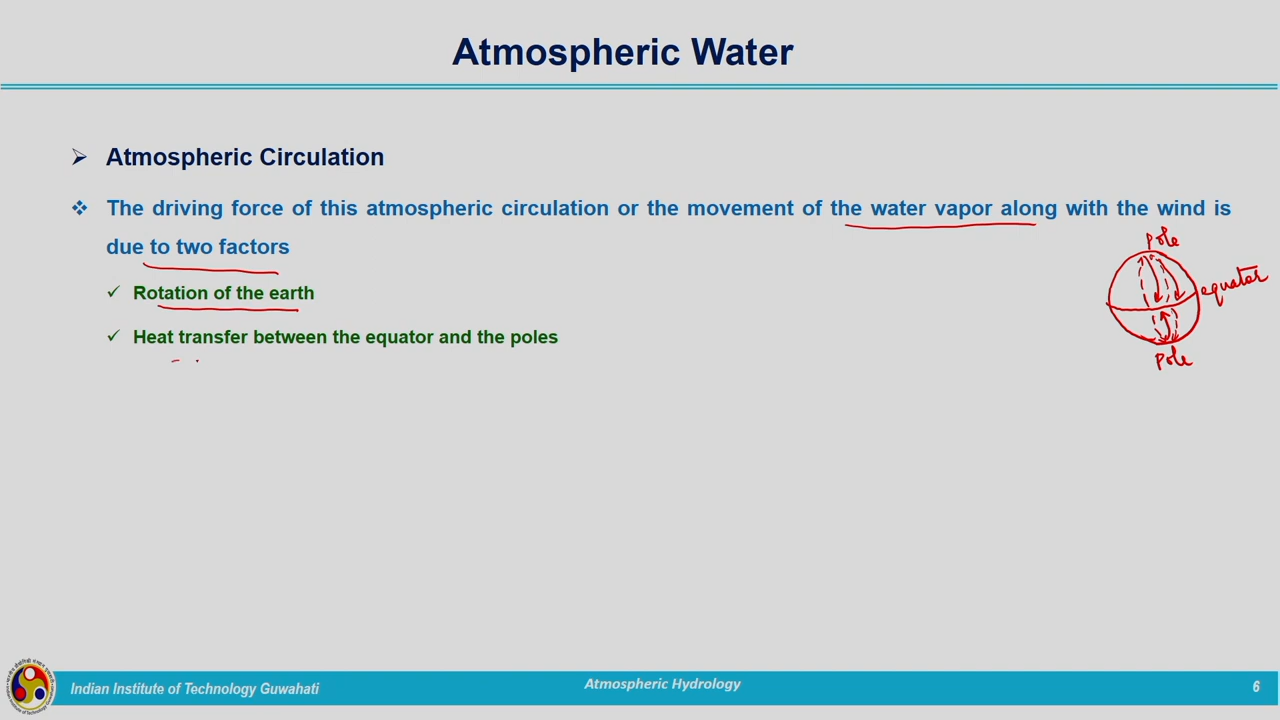 Atmospheric Water
Atmospheric Circulation
The driving force of this atmospheric circulation or the movement of the water vapor along with the wind is
due to two factors
Rotation of the earth
Pole
equator
Heat transfer between the equator and the poles
Pole
Indian Institute of Technology Guwahati
Atmospheric Hydrology
6